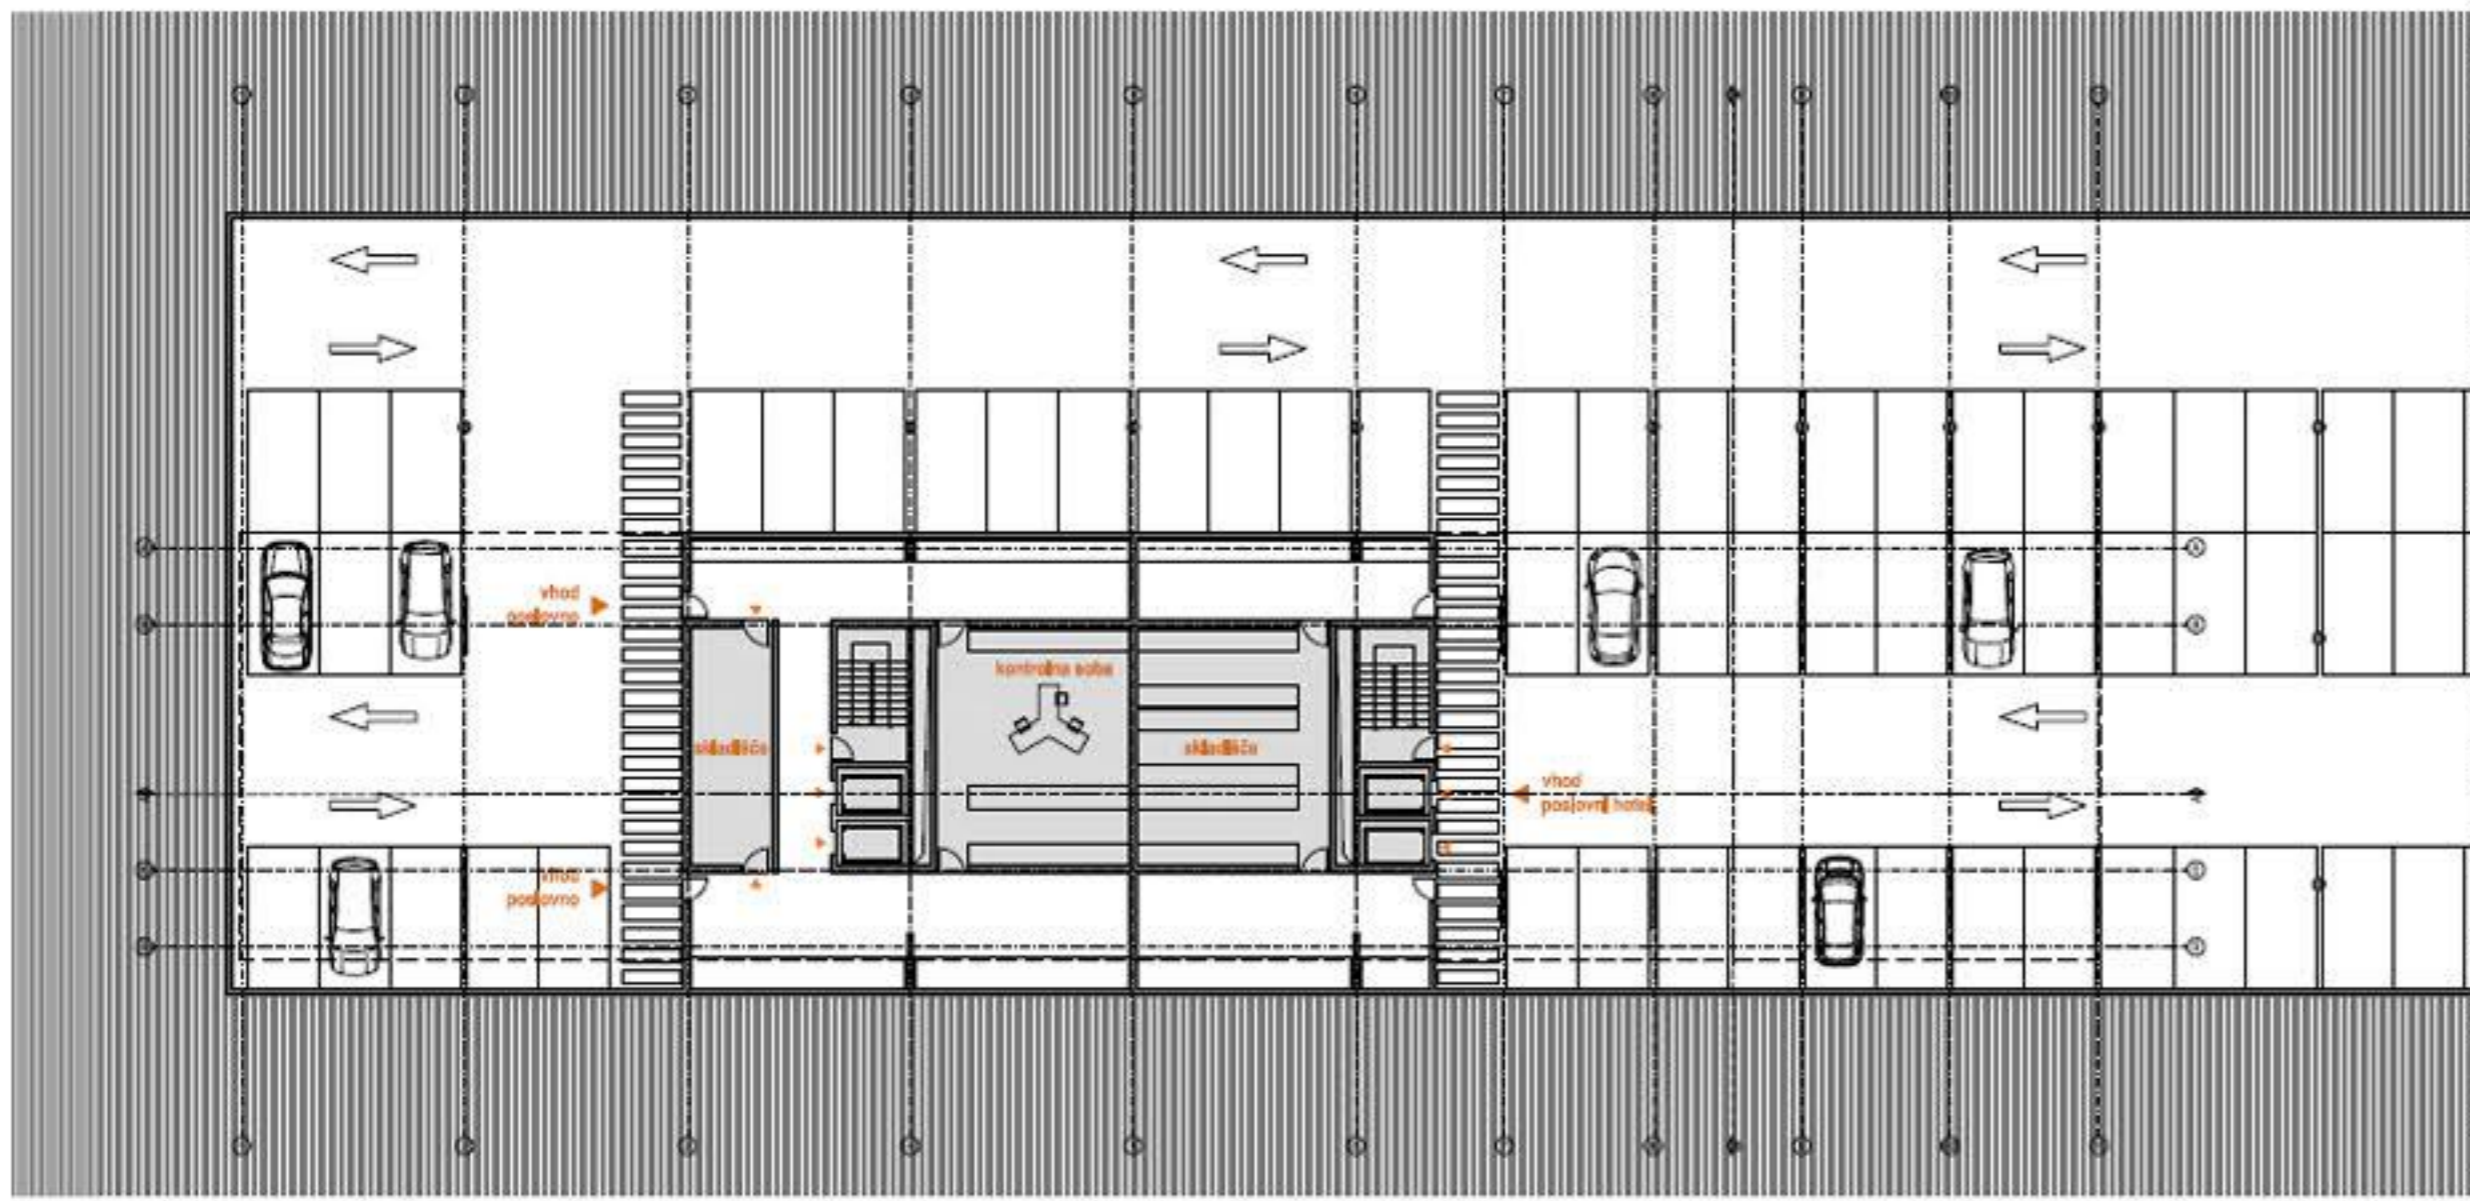 vhod
poslovno
kontrolna soba
skladišče
skladišče
vhod
poslovni hotel
vhod
poslovno